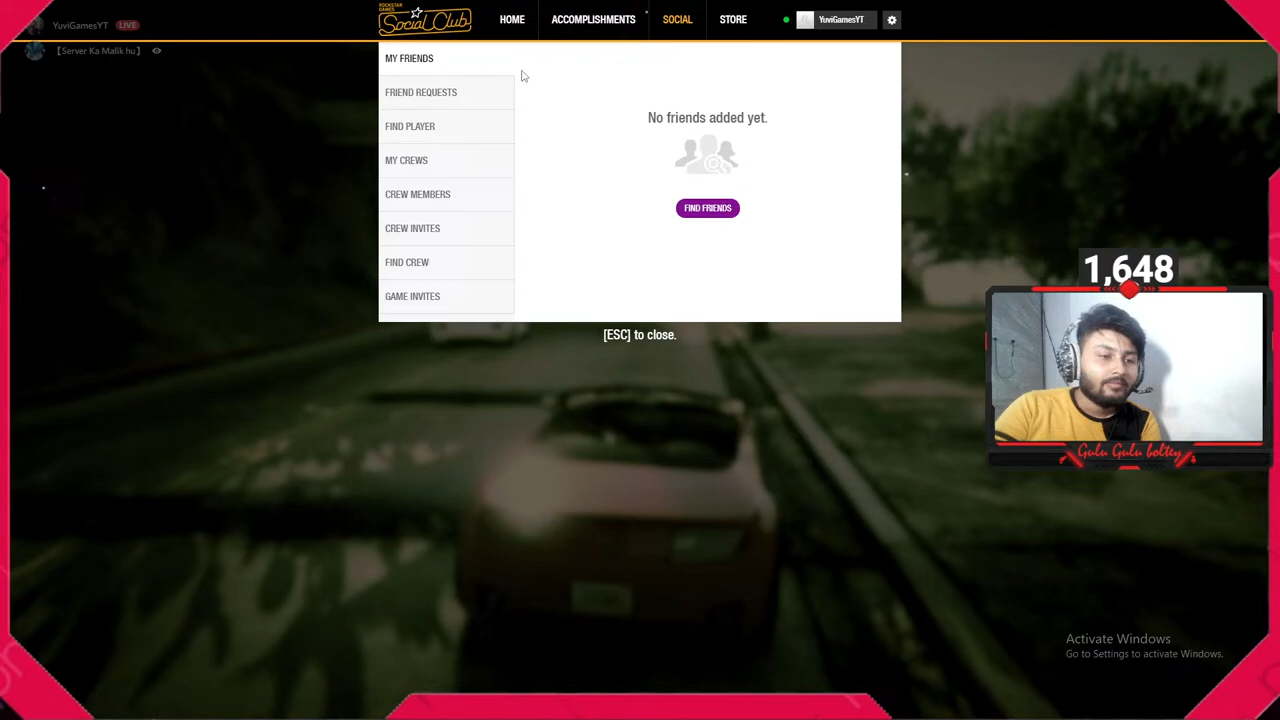 YuviGamesYT LIVE
【Server Ka Malik hu】
ROCKSTAR GAMES
Social Club
HOME
ACCOMPLISHMENTS
SOCIAL
STORE
YuviGamesYT
MY FRIENDS
FRIEND REQUESTS
FIND PLAYER
MY CREWS
CREW MEMBERS
CREW INVITES
FIND CREW
GAME INVITES
No friends added yet.
FIND FRIENDS
[ESC] to close.
1,648
Gulu Gulu boltey
Activate Windows
Go to Settings to activate Windows.